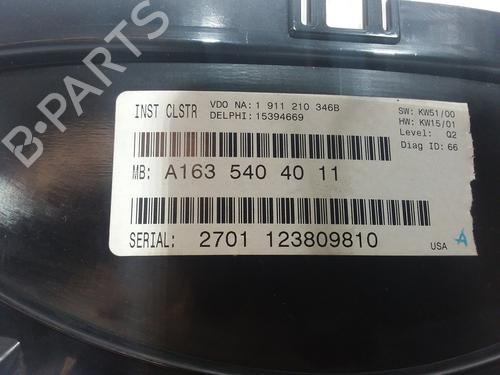 B-PARTS
INST CLSTR
VDO NA: 1 911 210 346B
DELPHI: 15394669
SW: KW51/00
HW: KW15/01
Level: Q2
Diag ID: 66
MB: A163 540 40 11
SERIAL: 2701 123809810
USA A